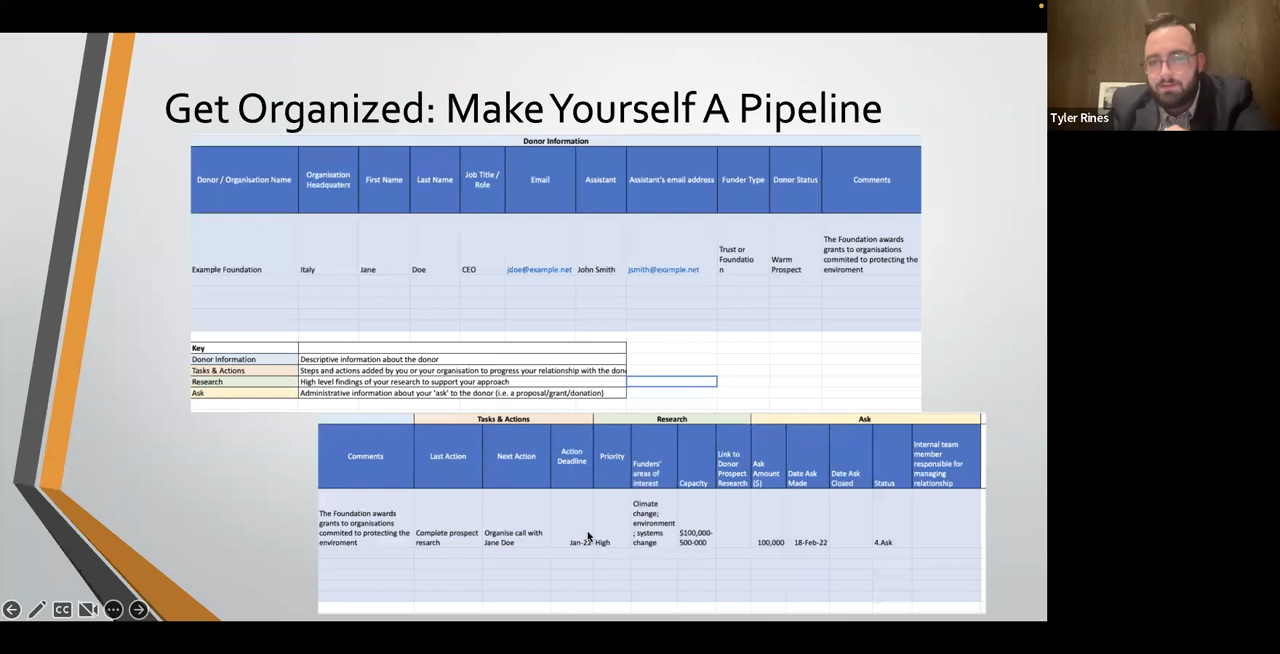 Get Organized: Make Yourself A Pipeline
Tyler Rines
Donor Information
Donor / Organisation Name
Organisation
Headquaters
First Name
Last Name
Job Title /
Role
Email
Assistant
Assistant's email address
Funder Type
Donor Status
Comments
Example Foundation
Italy
Jane
Doe
CEO
jdoe@example.net
John Smith
jsmith@example.net
Trust or
Foundatio
n
Warm
Prospect
The Foundation awards
grants to organisations
commited to protecting the
enviroment
Key
Donor Information
Descriptive information about the donor
Tasks & Actions
Steps and actions added by you or your organisation to progress your relationship with the don
Research
High level findings of your research to support your approach
Ask
Administrative information about your 'ask' to the donor (i.e. a proposal/grant/donation)
Tasks & Actions
Research
Ask
Comments
Last Action
Next Action
Action
Deadline
Priority
Funders'
areas of
interest
Capacity
Link to
Donor
Prospect
Research
Ask
Amount
($)
Date Ask
Made
Date Ask
Closed
Status
Internal team
member
responsible for
managing
relationship
The Foundation awards
grants to organisations
commited to protecting the
enviroment
Complete prospect
resarch
Organise call with
Jane Doe
Jan-22
High
Climate
change;
environment
; systems
change
$100,000-
500-000
100,000
18-Feb-22
4.Ask
CC